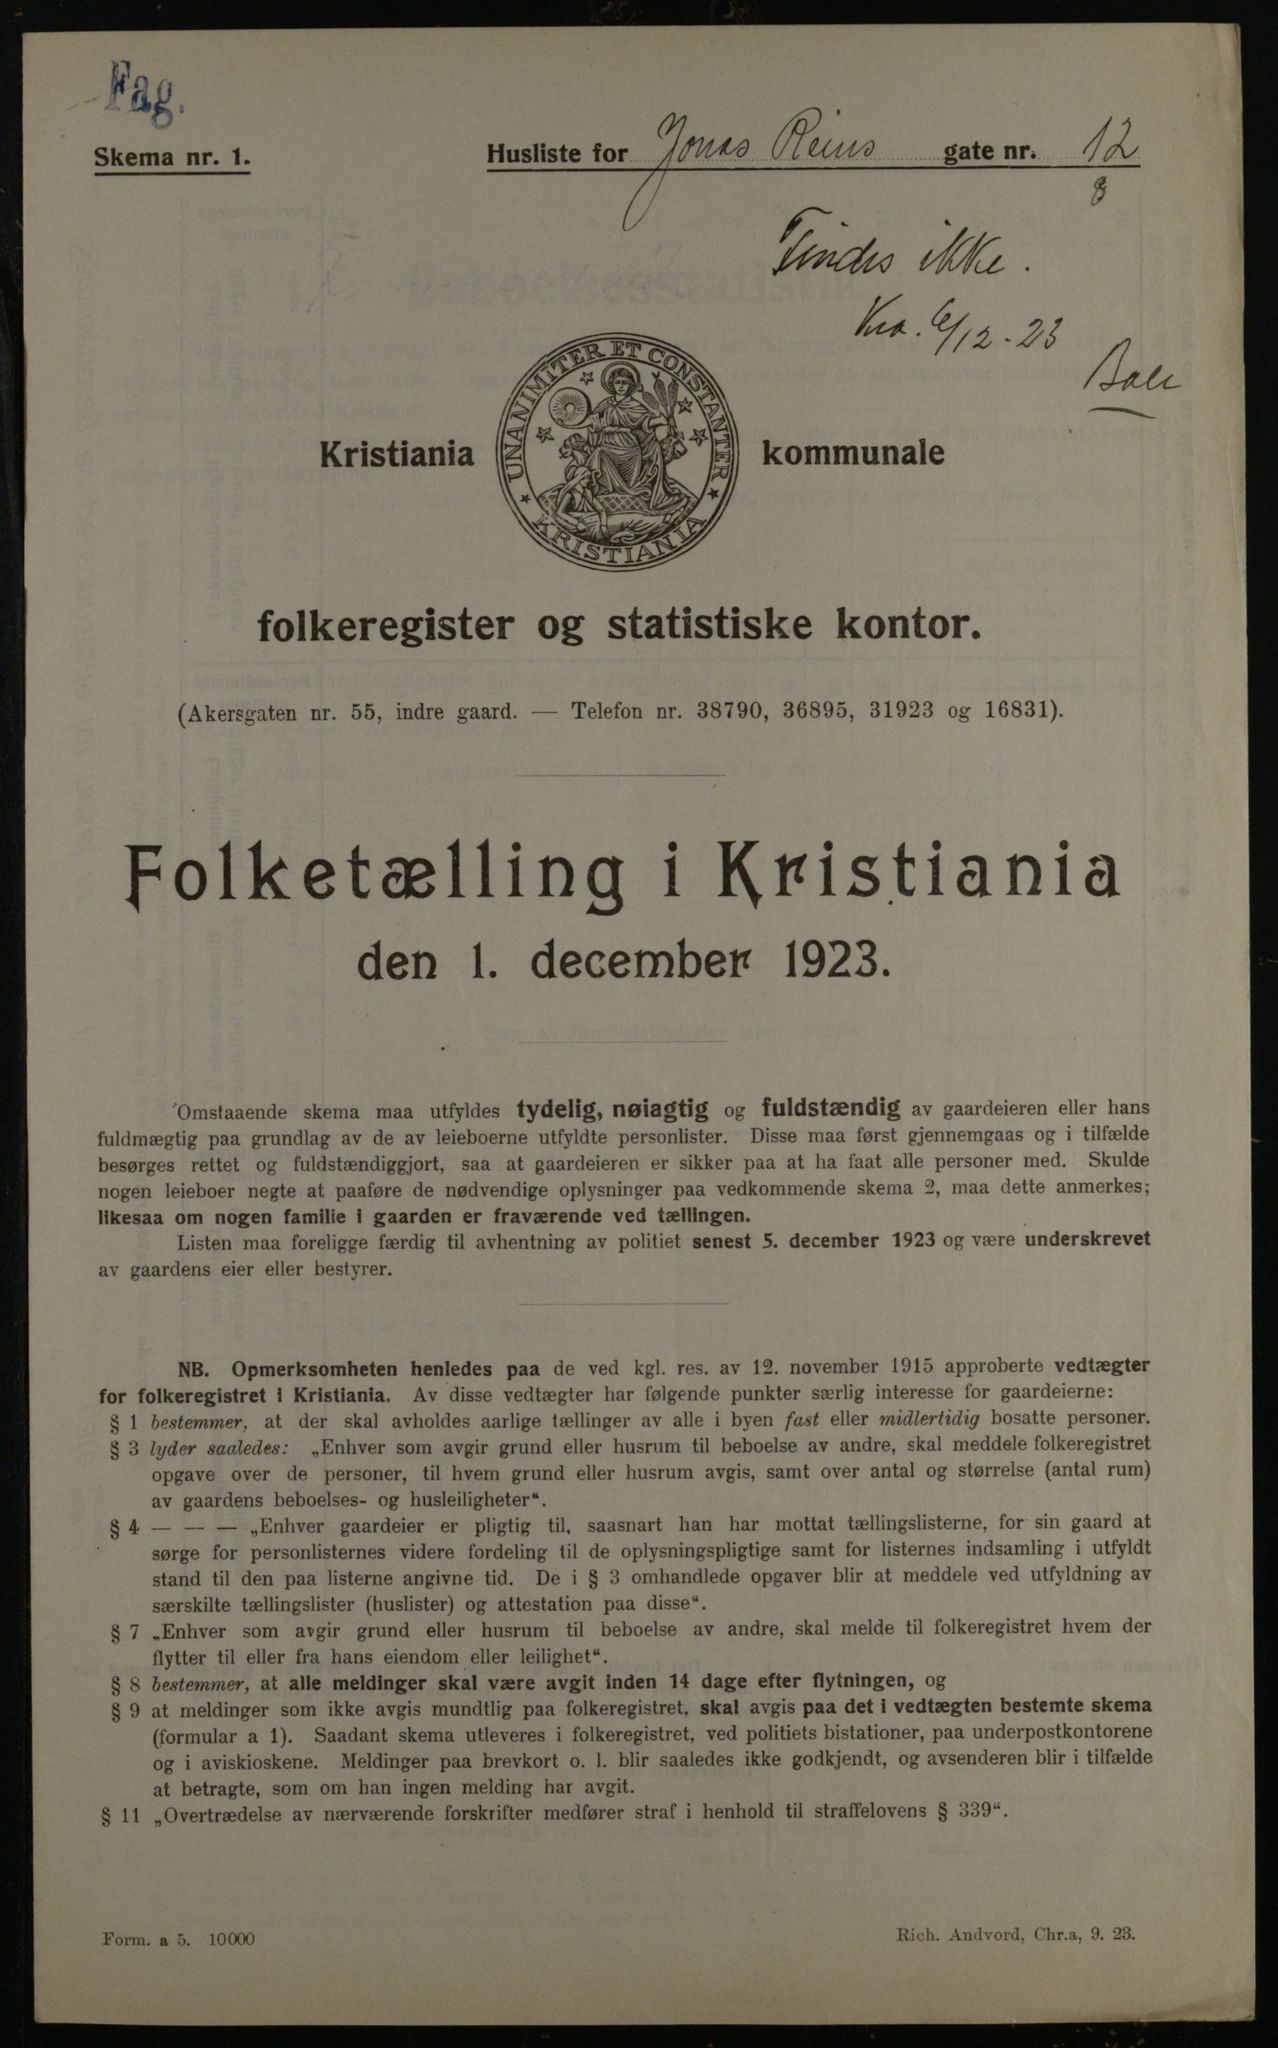 Fag.
Skema nr. 1.
Husliste for Jonas Reins gate nr. 12
8
Findes ikke.
Kra. 6/12-23
UNANIMITER ET CONSTANTER
KRISTIANIA
Kristiania kommunale
folkeregister og statistiske kontor.
(Akersgaten nr. 55, indre gaard. — Telefon nr. 38790, 36895, 31923 og 16831).
Folketælling i Kristiania
den 1. december 1923.
Omstaaende skema maa utfyldes tydelig, nøiagtig og fuldstændig av gaardeieren eller hans
fuldmægtig paa grundlag av de av leieboerne utfyldte personlister. Disse maa først gjennemgaas og i tilfælde
besørges rettet og fuldstændiggjort, saa at gaardeieren er sikker paa at ha faat alle personer med. Skulde
nogen leieboer negte at paaføre de nødvendige oplysninger paa vedkommende skema 2, maa dette anmerkes;
likesaa om nogen familie i gaarden er fraværende ved tællingen.
Listen maa foreligge færdig til avhentning av politiet senest 5. december 1923 og være underskrevet
av gaardens eier eller bestyrer.
NB. Opmerksomheten henledes paa de ved kgl. res. av 12. november 1915 approberte vedtægter
for folkeregistret i Kristiania. Av disse vedtægter har følgende punkter særlig interesse for gaardeierne:
§ 1 bestemmer, at der skal avholdes aarlige tællinger av alle i byen fast eller midlertidig bosatte personer.
§ 3 lyder saaledes: „Enhver som avgir grund eller husrum til beboelse av andre, skal meddele folkeregistret
opgave over de personer, til hvem grund eller husrum avgis, samt over antal og størrelse (antal rum)
av gaardens beboelses- og husleiligheter“.
§ 4 — — — „Enhver gaardeier er pligtig til, saasnart han har mottat tællingslisterne, for sin gaard at
sørge for personlisternes videre fordeling til de oplysningspligtige samt for listernes indsamling i utfyldt
stand til den paa listerne angivne tid. De i § 3 omhandlede opgaver blir at meddele ved utfyldning av
særskilte tællingslister (huslister) og attestation paa disse“.
§ 7 „Enhver som avgir grund eller husrum til beboelse av andre, skal melde til folkeregistret hvem der
flytter til eller fra hans eiendom eller leilighet“.
§ 8 bestemmer, at alle meldinger skal være avgit inden 14 dage efter flytningen, og
§ 9 at meldinger som ikke avgis mundtlig paa folkeregistret, skal avgis paa det i vedtægten bestemte skema
(formular a 1). Saadant skema utleveres i folkeregistret, ved politiets bistationer, paa underpostkontorene
og i aviskioskene. Meldinger paa brevkort o. l. blir saaledes ikke godkjendt, og avsenderen blir i tilfælde
at betragte, som om han ingen melding har avgit.
§ 11 „Overtrædelse av nærværende forskrifter medfører straf i henhold til straffelovens § 339“.
Form. a 5. 10000
Rich. Andvord, Chr.a, 9. 23.